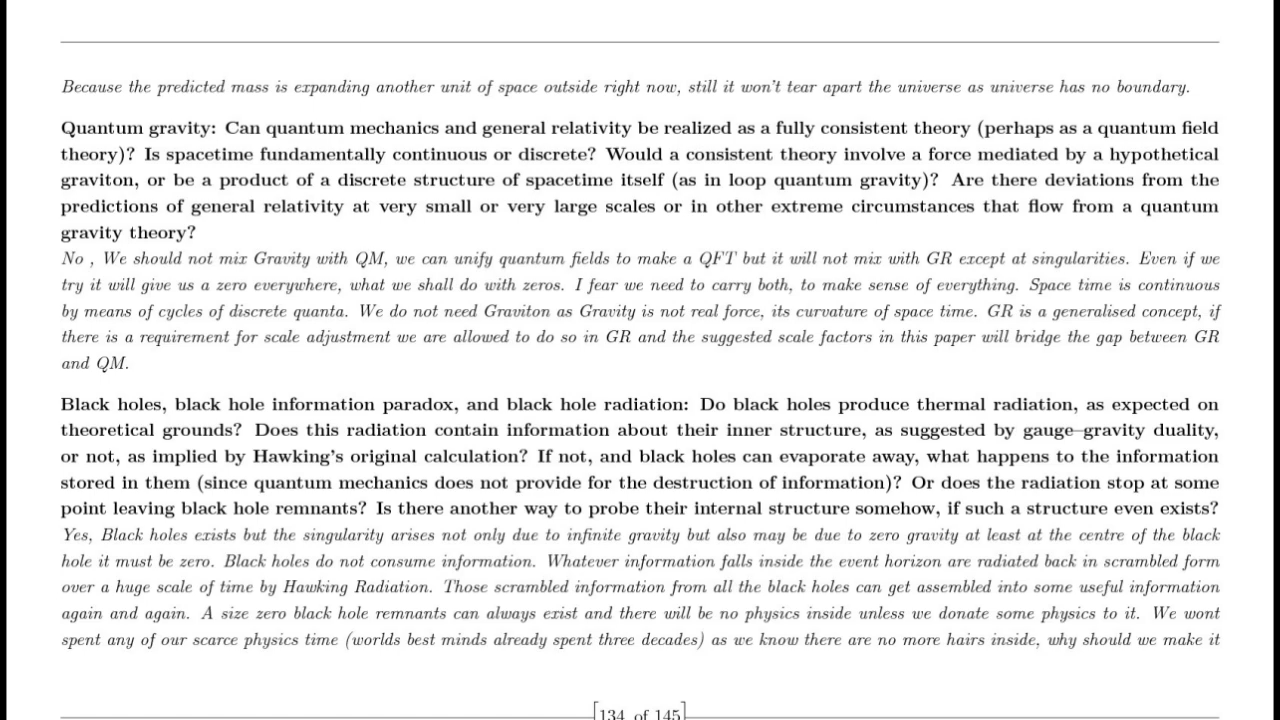 Because the predicted mass is expanding another unit of space outside right now, still it won't tear apart the universe as universe has no boundary.
Quantum gravity: Can quantum mechanics and general relativity be realized as a fully consistent theory (perhaps as a quantum field
theory)? Is spacetime fundamentally continuous or discrete? Would a consistent theory involve a force mediated by a hypothetical
graviton, or be a product of a discrete structure of spacetime itself (as in loop quantum gravity)? Are there deviations from the
predictions of general relativity at very small or very large scales or in other extreme circumstances that flow from a quantum
gravity theory?
No , We should not mix Gravity with QM, we can unify quantum fields to make a QFT but it will not mix with GR except at singularities. Even if we
try it will give us a zero everywhere, what we shall do with zeros. I fear we need to carry both, to make sense of everything. Space time is continuous
by means of cycles of discrete quanta. We do not need Graviton as Gravity is not real force, its curvature of space time. GR is a generalised concept, if
there is a requirement for scale adjustment we are allowed to do so in GR and the suggested scale factors in this paper will bridge the gap between GR
and QM.
Black holes, black hole information paradox, and black hole radiation: Do black holes produce thermal radiation, as expected on
theoretical grounds? Does this radiation contain information about their inner structure, as suggested by gauge–gravity duality,
or not, as implied by Hawking's original calculation? If not, and black holes can evaporate away, what happens to the information
stored in them (since quantum mechanics does not provide for the destruction of information)? Or does the radiation stop at some
point leaving black hole remnants? Is there another way to probe their internal structure somehow, if such a structure even exists?
Yes, Black holes exists but the singularity arises not only due to infinite gravity but also may be due to zero gravity at least at the centre of the black
hole it must be zero. Black holes do not consume information. Whatever information falls inside the event horizon are radiated back in scrambled form
over a huge scale of time by Hawking Radiation. Those scrambled information from all the black holes can get assembled into some useful information
again and again. A size zero black hole remnants can always exist and there will be no physics inside unless we donate some physics to it. We wont
spent any of our scarce physics time (worlds best minds already spent three decades) as we know there are no more hairs inside, why should we make it
[134 of 145]